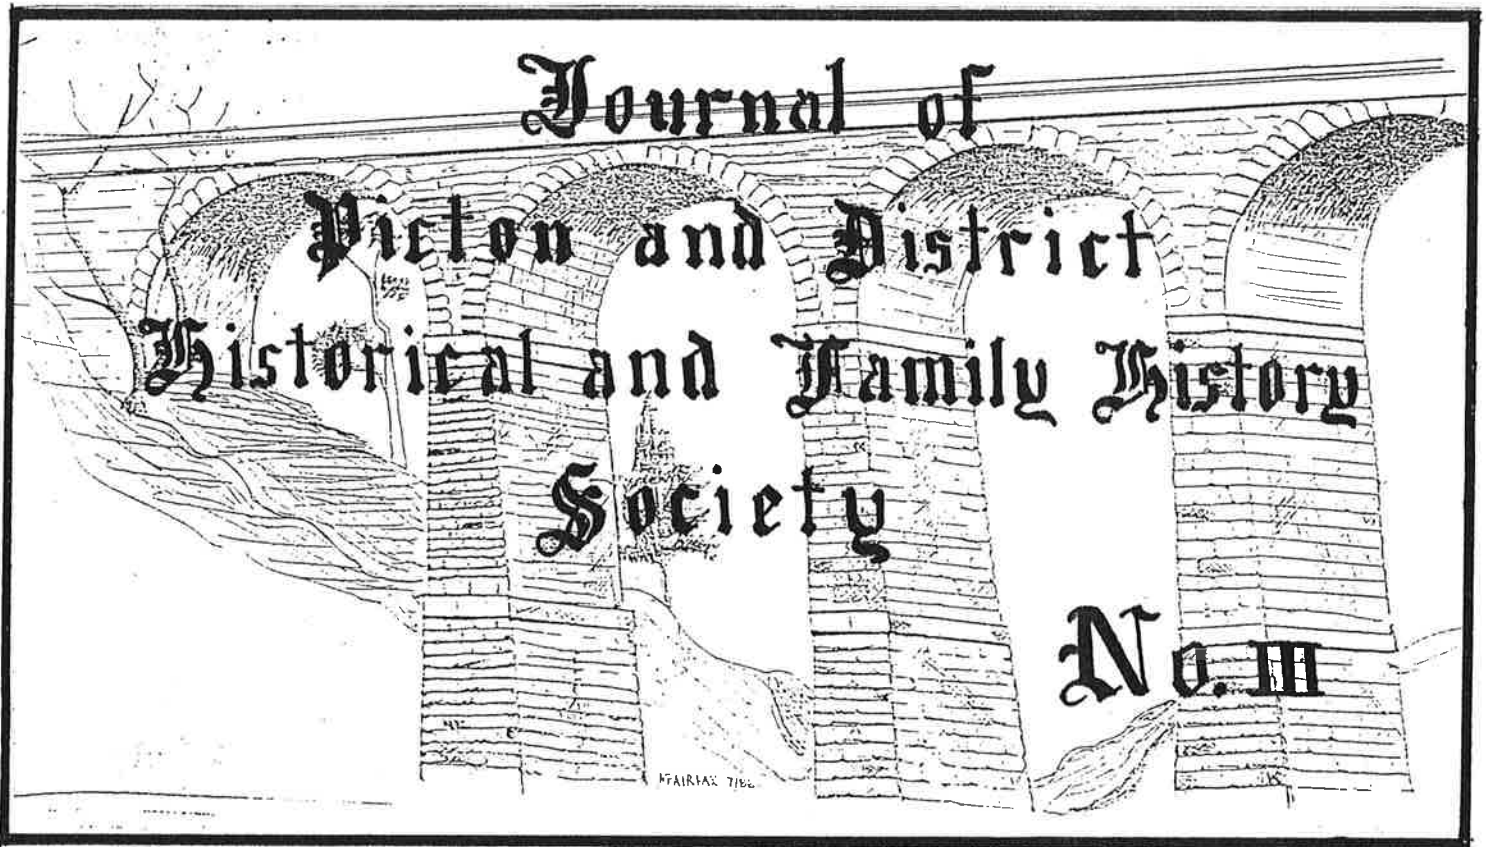 Journal of
Picton and District
Historical and Family History
Society
No. III